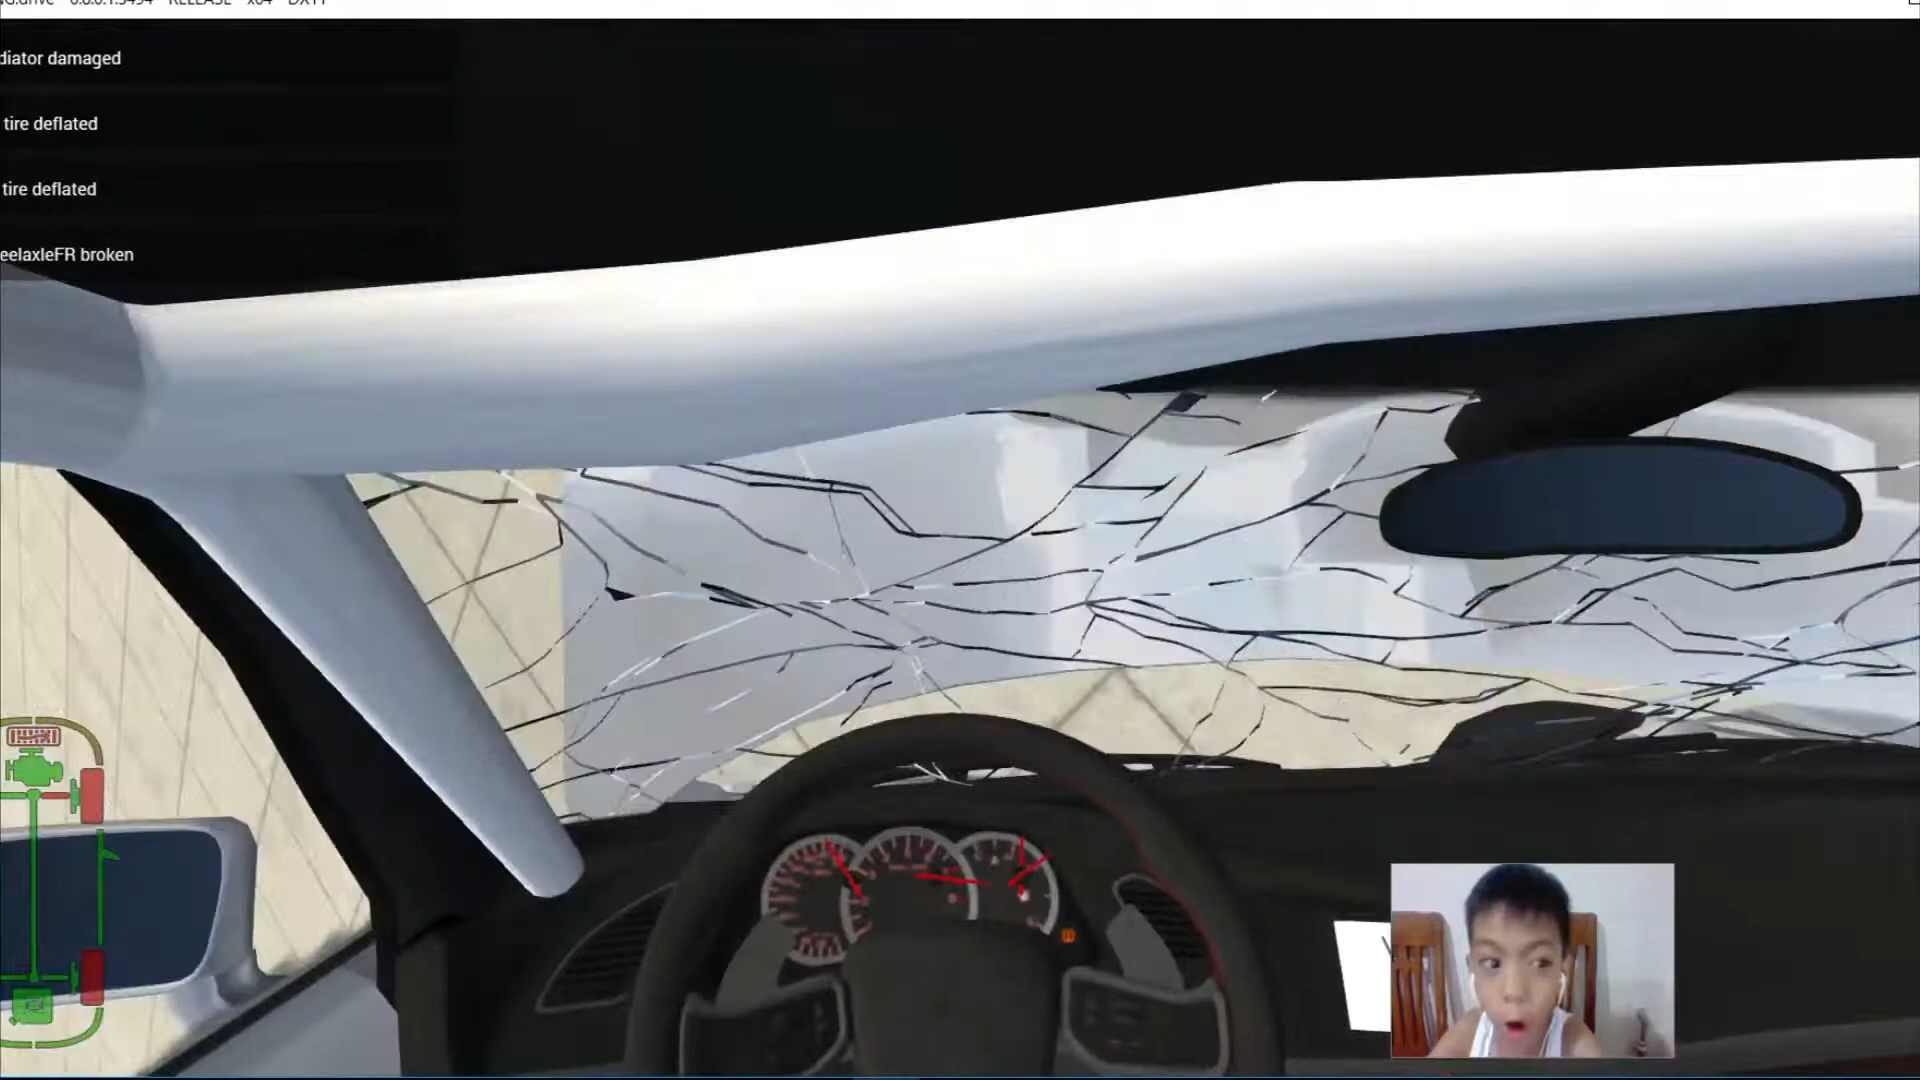 diator damaged
tire deflated
tire deflated
eelaxleFR broken